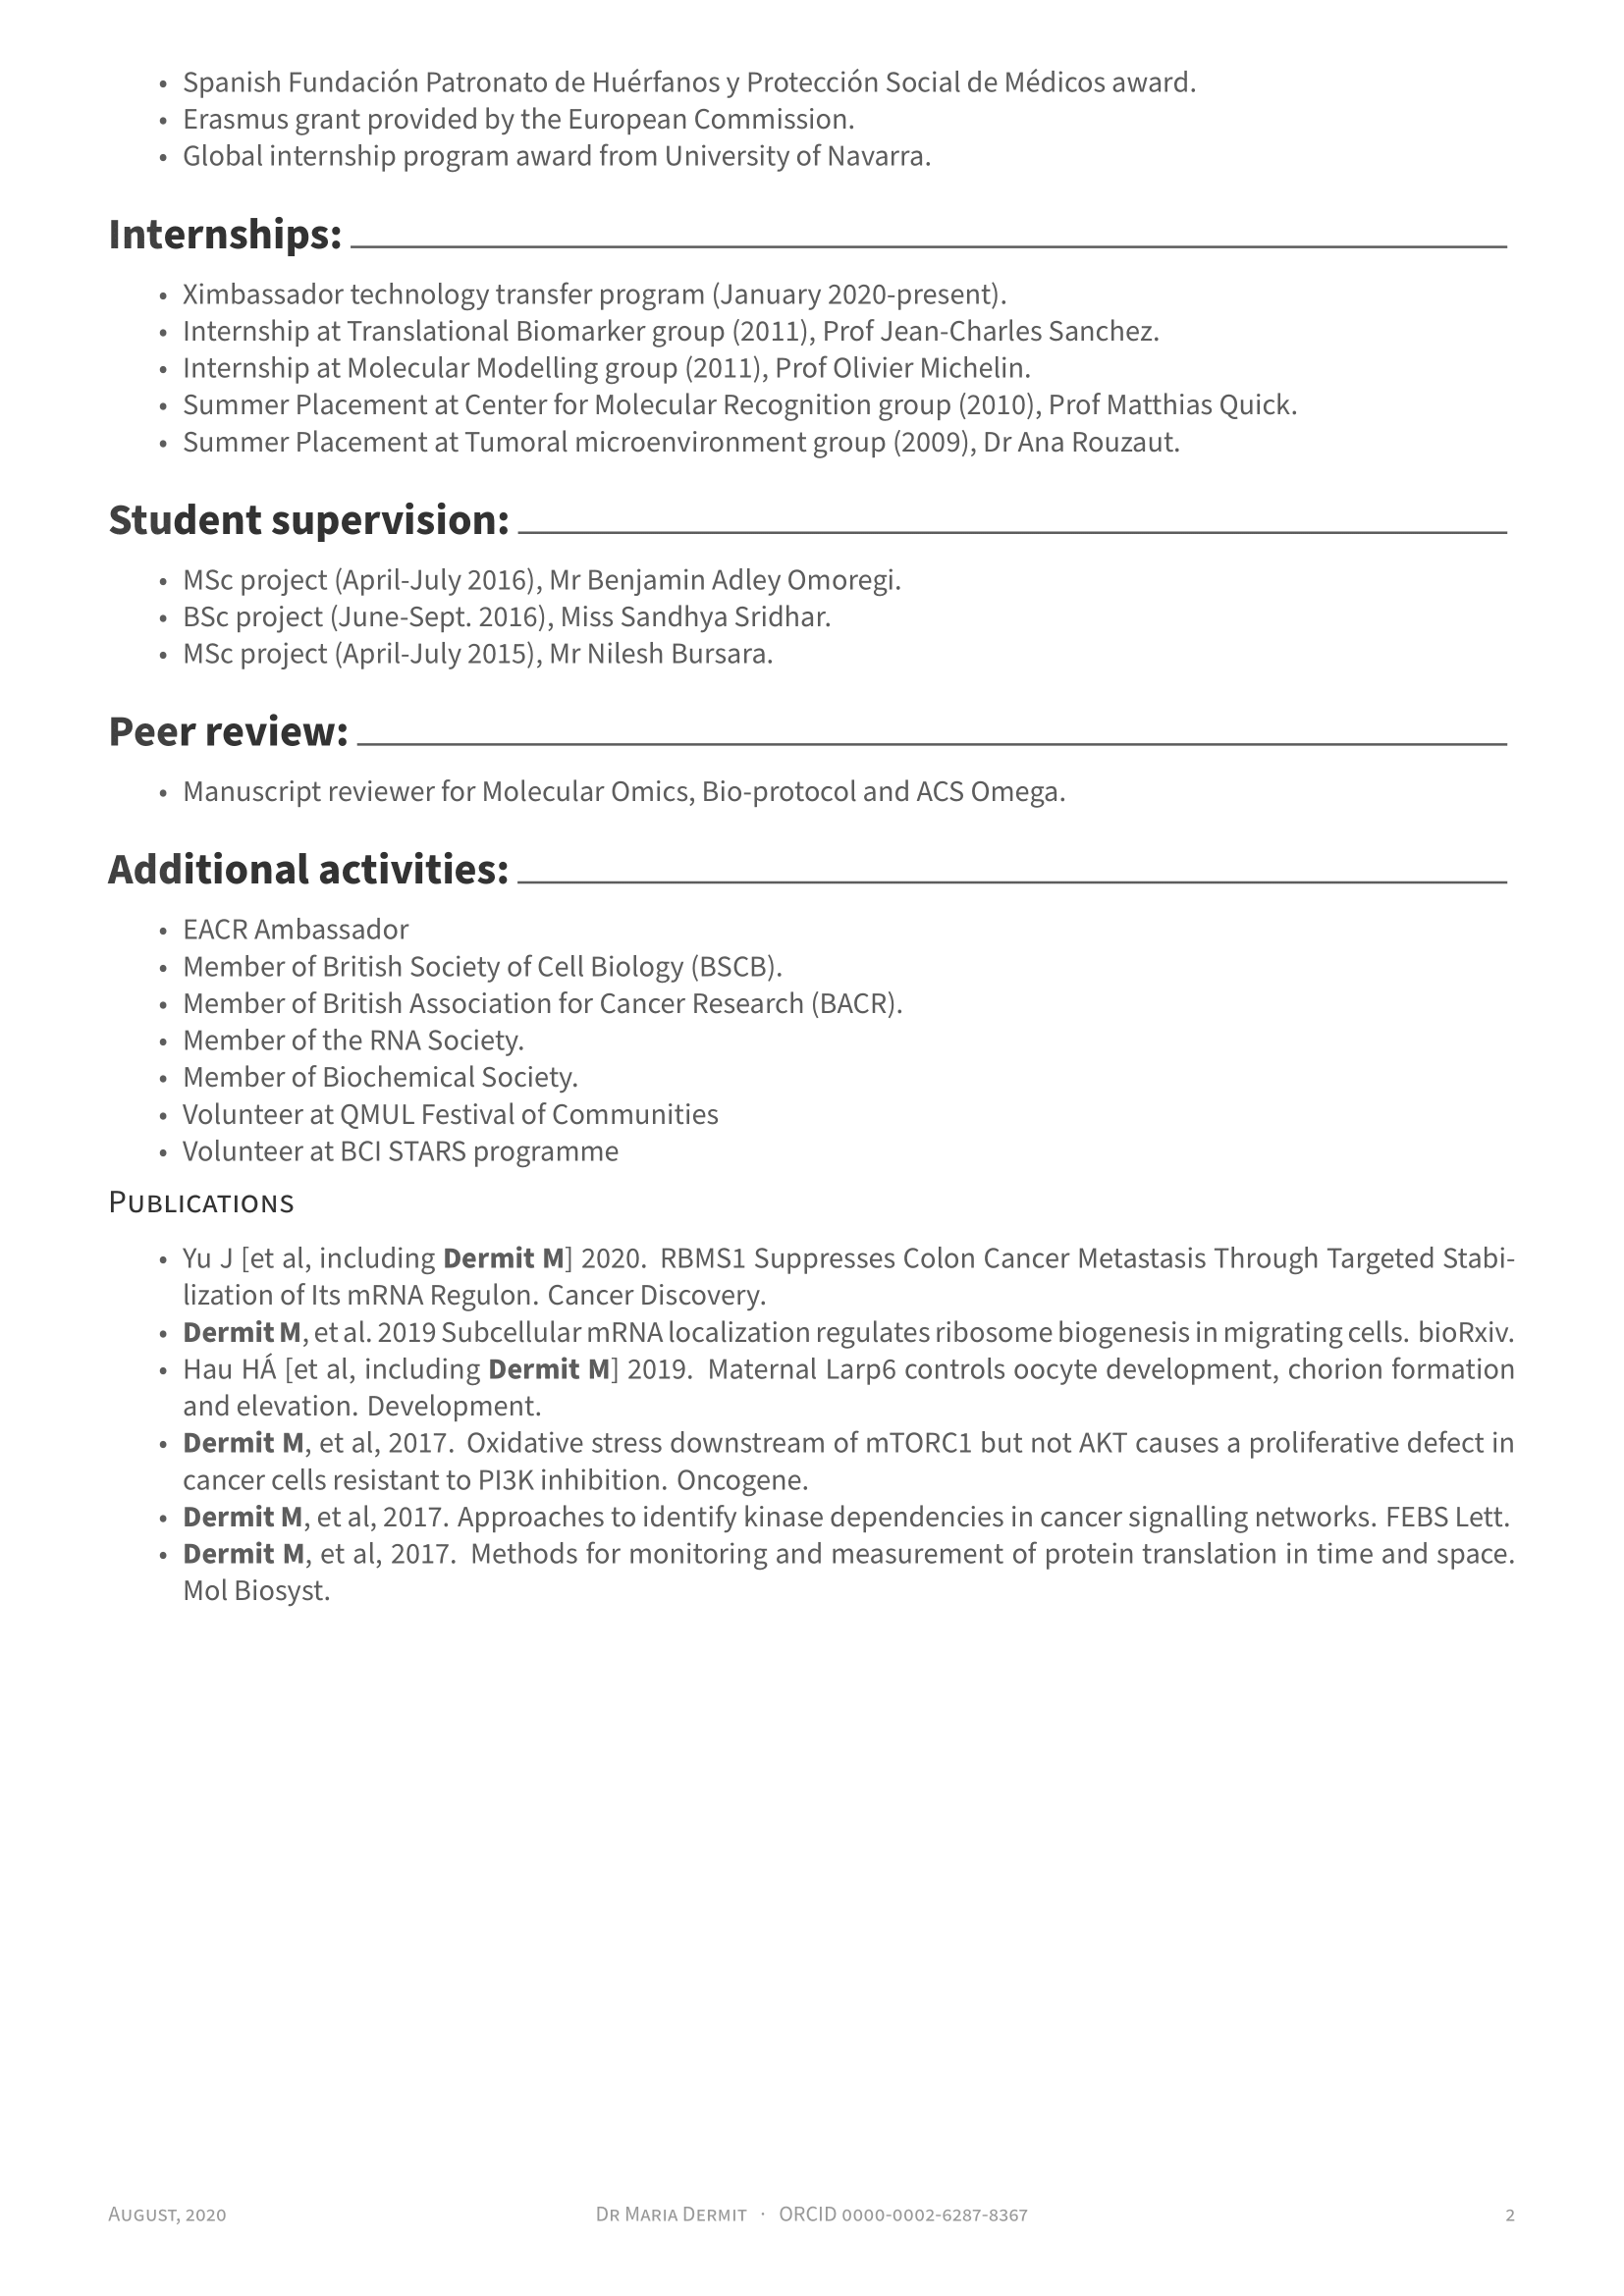 • Spanish Fundación Patronato de Huérfanos y Protección Social de Médicos award.
• Erasmus grant provided by the European Commission.
• Global internship program award from University of Navarra.
Internships:
• Ximbassador technology transfer program (January 2020-present).
• Internship at Translational Biomarker group (2011), Prof Jean-Charles Sanchez.
• Internship at Molecular Modelling group (2011), Prof Olivier Michelin.
• Summer Placement at Center for Molecular Recognition group (2010), Prof Matthias Quick.
• Summer Placement at Tumoral microenvironment group (2009), Dr Ana Rouzaut.
Student supervision:
• MSc project (April-July 2016), Mr Benjamin Adley Omoregi.
• BSc project (June-Sept. 2016), Miss Sandhya Sridhar.
• MSc project (April-July 2015), Mr Nilesh Bursara.
Peer review:
• Manuscript reviewer for Molecular Omics, Bio-protocol and ACS Omega.
Additional activities:
• EACR Ambassador
• Member of British Society of Cell Biology (BSCB).
• Member of British Association for Cancer Research (BACR).
• Member of the RNA Society.
• Member of Biochemical Society.
• Volunteer at QMUL Festival of Communities
• Volunteer at BCI STARS programme
Publications
• Yu J [et al, including Dermit M] 2020. RBMS1 Suppresses Colon Cancer Metastasis Through Targeted Stabi-
lization of Its mRNA Regulon. Cancer Discovery.
• Dermit M, et al. 2019 Subcellular mRNA localization regulates ribosome biogenesis in migrating cells. bioRxiv.
• Hau HÁ [et al, including Dermit M] 2019. Maternal Larp6 controls oocyte development, chorion formation
and elevation. Development.
• Dermit M, et al, 2017. Oxidative stress downstream of mTORC1 but not AKT causes a proliferative defect in
cancer cells resistant to PI3K inhibition. Oncogene.
• Dermit M, et al, 2017. Approaches to identify kinase dependencies in cancer signalling networks. FEBS Lett.
• Dermit M, et al, 2017. Methods for monitoring and measurement of protein translation in time and space.
Mol Biosyst.
August, 2020 Dr Maria Dermit · ORCID 0000-0002-6287-8367 2